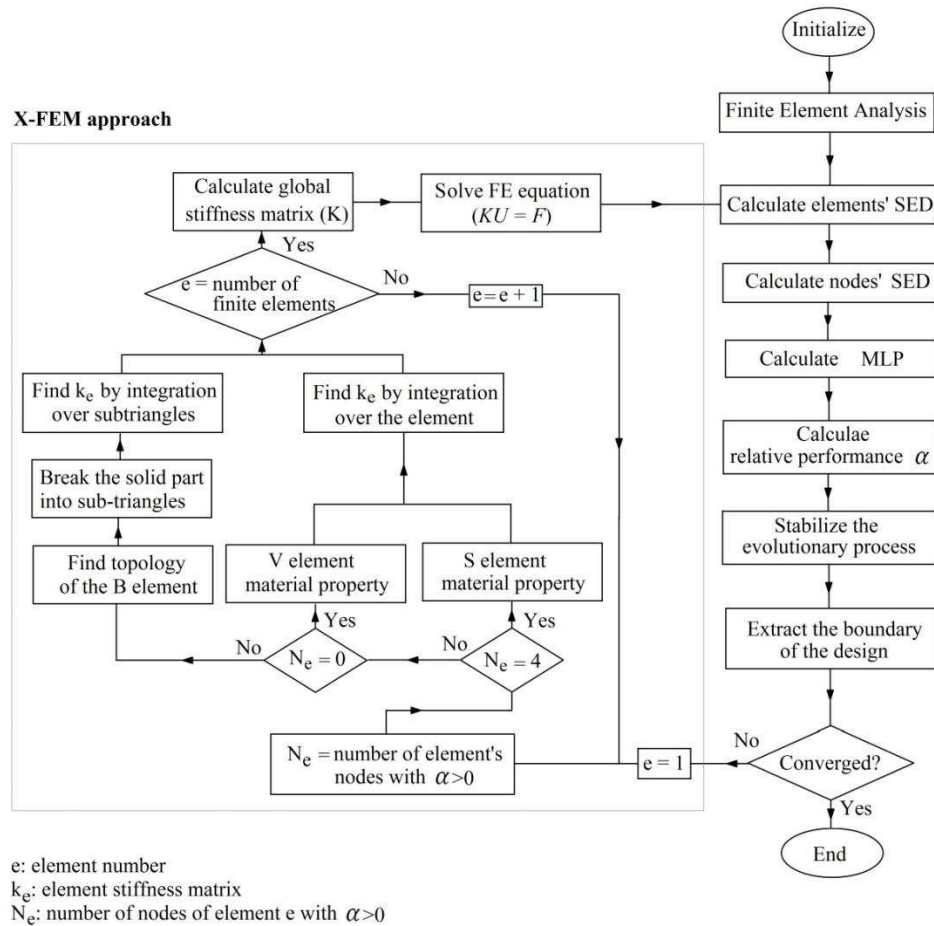 Initialize
Finite Element Analysis
X-FEM approach
Calculate global
stiffness matrix (K)
Solve FE equation
(KU = F)
Calculate elements' SED
Yes
e = number of
finite elements
No
e = e + 1
Calculate nodes' SED
Calculate MLP
Find kₑ by integration
over subtriangles
Find kₑ by integration
over the element
Calculae
relative performance α
Break the solid part
into sub-triangles
Stabilize the
evolutionary process
Find topology
of the B element
V element
material property
S element
material property
Yes
Yes
Extract the boundary
of the design
No
Nₑ = 0
No
Nₑ = 4
Nₑ = number of element's
nodes with α>0
e = 1
No
Converged?
Yes
End
e: element number
kₑ: element stiffness matrix
Nₑ: number of nodes of element e with α>0